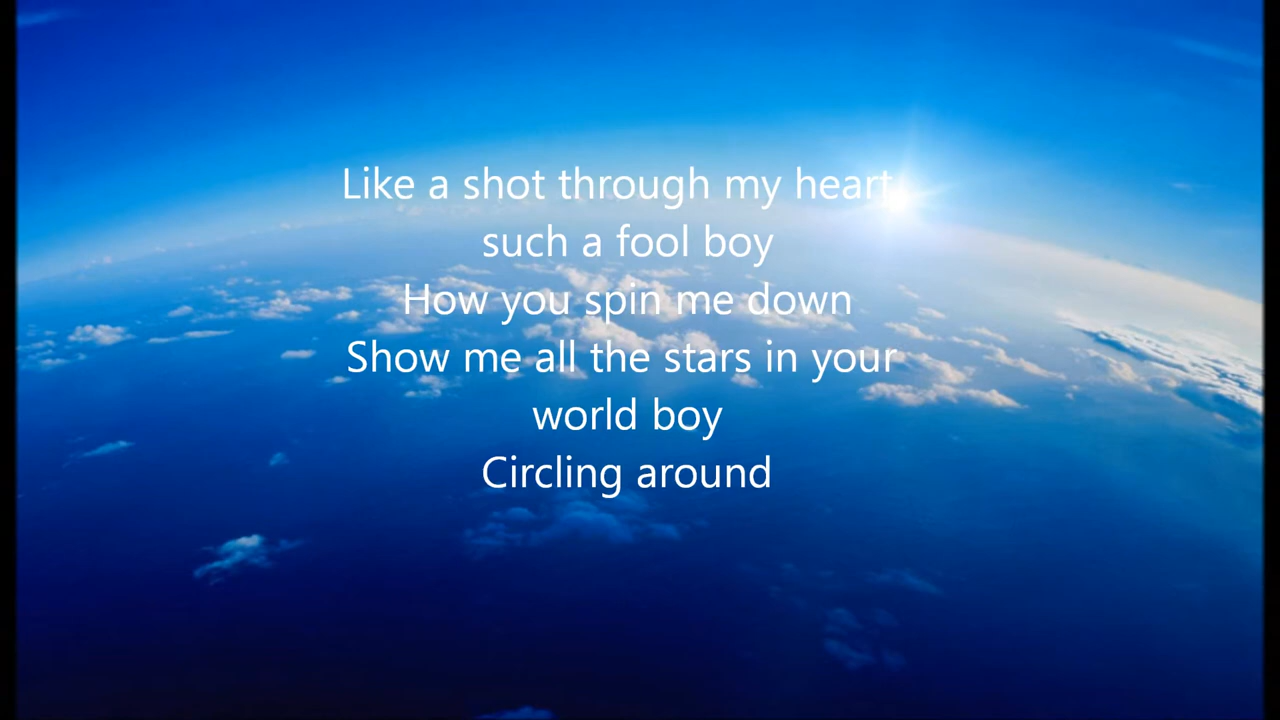 Like a shot through my heart
such a fool boy
How you spin me down
Show me all the stars in your
world boy
Circling around